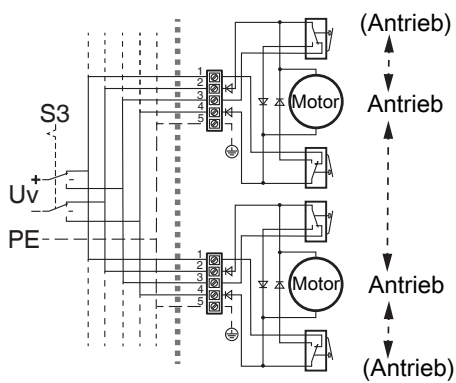 (Antrieb)
1
2
3
4
5
Motor
Antrieb
S3
+
Uv
-
PE
1
2
3
4
5
Motor
Antrieb
(Antrieb)